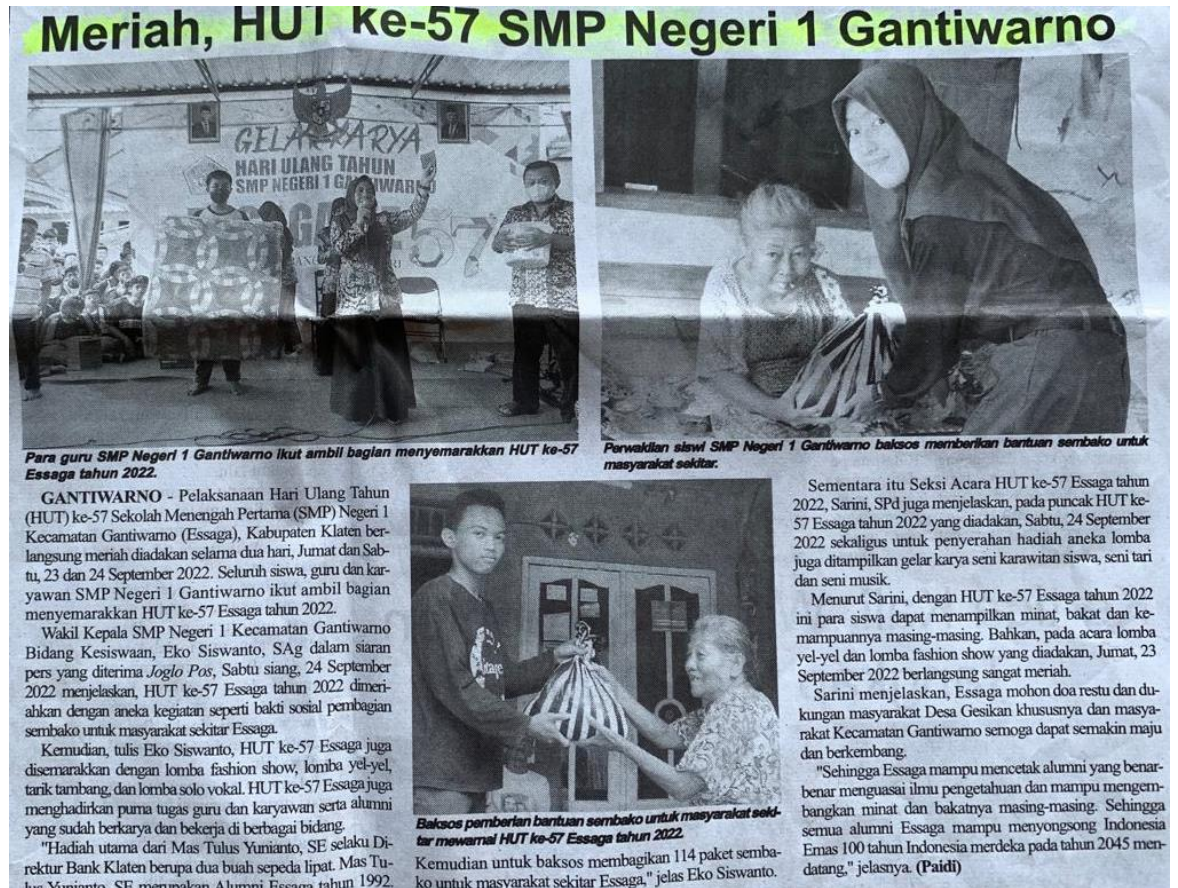 Meriah, HUT ke-57 SMP Negeri 1 Gantiwarno
GELAR KARYA
HARI ULANG TAHUN
SMP NEGERI 1 GANTIWARNO
57
Para guru SMP Negeri 1 Gantiwarno ikut ambil bagian menyemarakkan HUT ke-57
Essaga tahun 2022.
Perwakilan siswi SMP Negeri 1 Gantiwarno baksos memberikan bantuan sembako untuk
masyarakat sekitar.
GANTIWARNO - Pelaksanaan Hari Ulang Tahun
(HUT) ke-57 Sekolah Menengah Pertama (SMP) Negeri 1
Kecamatan Gantiwarno (Essaga), Kabupaten Klaten ber-
langsung meriah diadakan selama dua hari, Jumat dan Sab-
tu, 23 dan 24 September 2022. Seluruh siswa, guru dan kar-
yawan SMP Negeri 1 Gantiwarno ikut ambil bagian
menyemarakkan HUT ke-57 Essaga tahun 2022.
Wakil Kepala SMP Negeri 1 Kecamatan Gantiwarno
Bidang Kesiswaan, Eko Siswanto, SAg dalam siaran
pers yang diterima Joglo Pos, Sabtu siang, 24 September
2022 menjelaskan, HUT ke-57 Essaga tahun 2022 dimeri-
ahkan dengan aneka kegiatan seperti bakti sosial pembagian
sembako untuk masyarakat sekitar Essaga.
Kemudian, tulis Eko Siswanto, HUT ke-57 Essaga juga
disemarakkan dengan lomba fashion show, lomba yel-yel,
tarik tambang, dan lomba solo vokal. HUT ke-57 Essaga juga
menghadirkan purna tugas guru dan karyawan serta alumni
yang sudah berkarya dan bekerja di berbagai bidang.
"Hadiah utama dari Mas Tulus Yunianto, SE selaku Di-
rektur Bank Klaten berupa dua buah sepeda lipat. Mas Tu-
lus Yunianto, SE merupakan Alumni Essaga tahun 1992.
Baksos pemberian bantuan sembako untuk masyarakat seki-
tar mewarnai HUT ke-57 Essaga tahun 2022.
Kemudian untuk baksos membagikan 114 paket semba-
ko untuk masyarakat sekitar Essaga," jelas Eko Siswanto.
Sementara itu Seksi Acara HUT ke-57 Essaga tahun
2022, Sarini, SPd juga menjelaskan, pada puncak HUT ke-
57 Essaga tahun 2022 yang diadakan, Sabtu, 24 September
2022 sekaligus untuk penyerahan hadiah aneka lomba
juga ditampilkan gelar karya seni karawitan siswa, seni tari
dan seni musik.
Menurut Sarini, dengan HUT ke-57 Essaga tahun 2022
ini para siswa dapat menampilkan minat, bakat dan ke-
mampuannya masing-masing. Bahkan, pada acara lomba
yel-yel dan lomba fashion show yang diadakan, Jumat, 23
September 2022 berlangsung sangat meriah.
Sarini menjelaskan, Essaga mohon doa restu dan du-
kungan masyarakat Desa Gesikan khususnya dan masya-
rakat Kecamatan Gantiwarno semoga dapat semakin maju
dan berkembang.
"Sehingga Essaga mampu mencetak alumni yang benar-
benar menguasai ilmu pengetahuan dan mampu mengem-
bangkan minat dan bakatnya masing-masing. Sehingga
semua alumni Essaga mampu menyongsong Indonesia
Emas 100 tahun Indonesia merdeka pada tahun 2045 men-
datang," jelasnya. (Paidi)